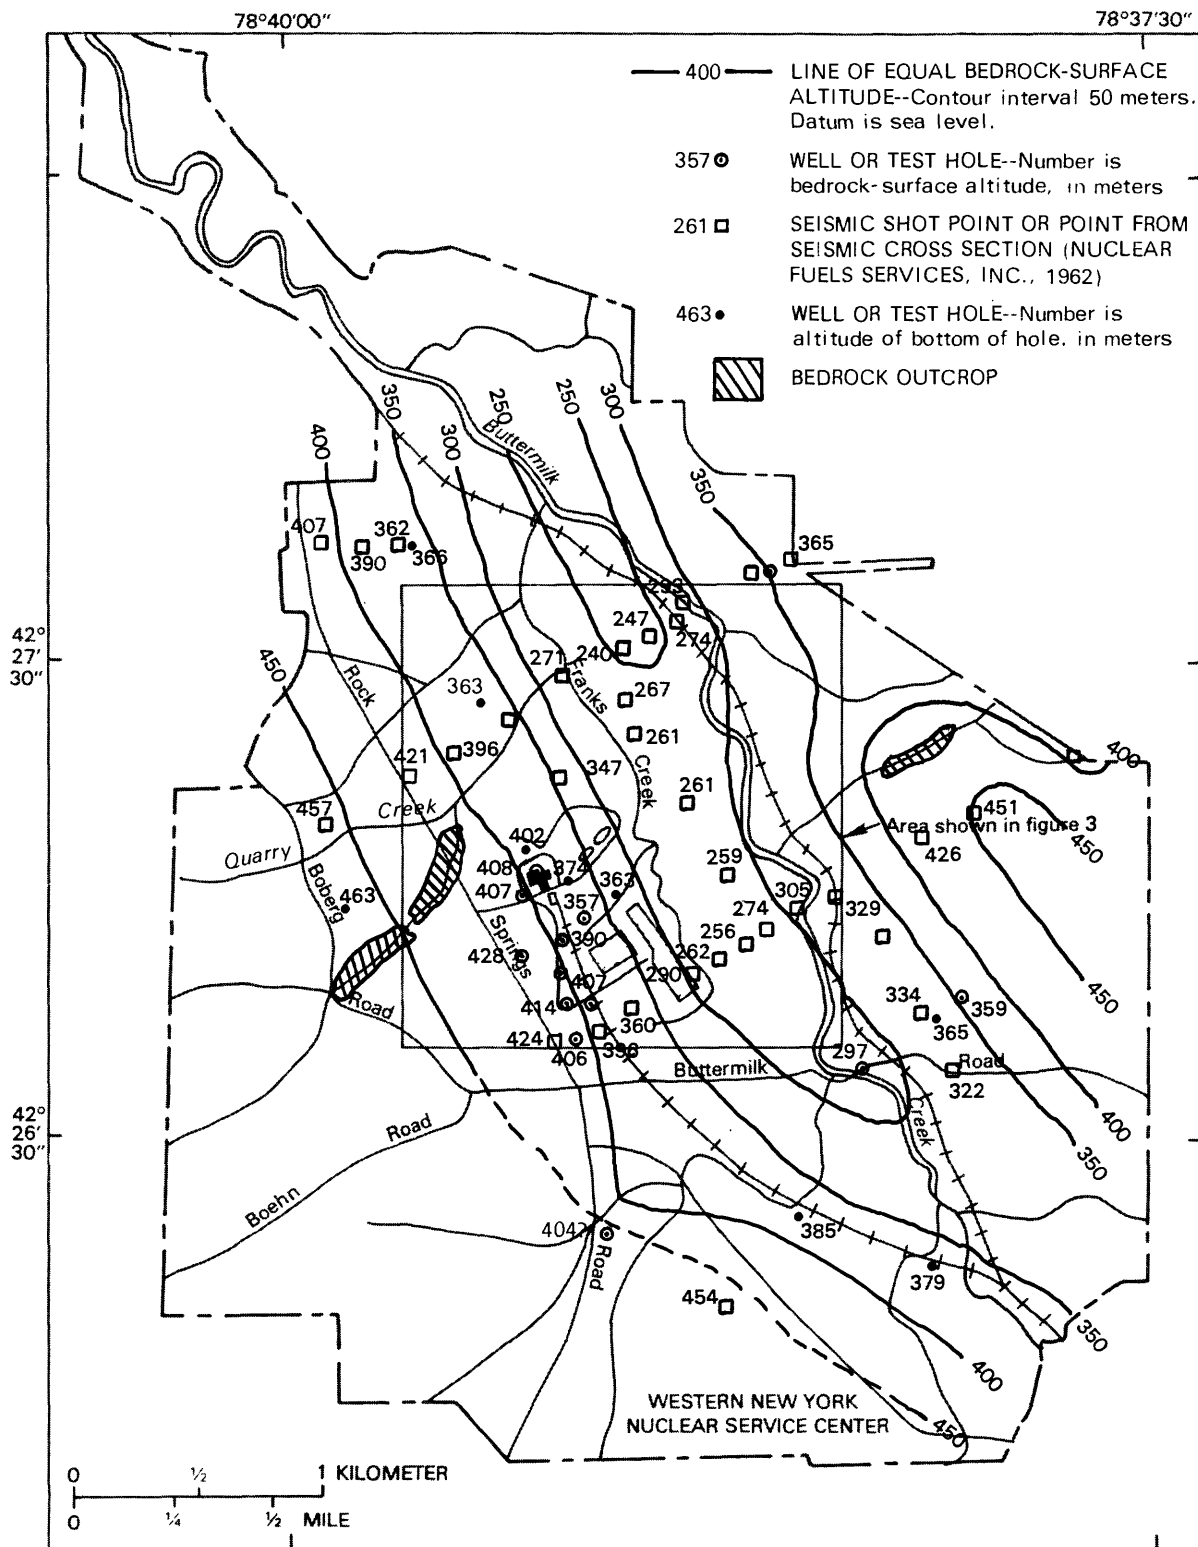 78°40'00" 78°37'30"
400 LINE OF EQUAL BEDROCK-SURFACE
ALTITUDE--Contour interval 50 meters.
Datum is sea level.
357 WELL OR TEST HOLE--Number is
bedrock-surface altitude, in meters
261 SEISMIC SHOT POINT OR POINT FROM
SEISMIC CROSS SECTION (NUCLEAR
FUELS SERVICES, INC., 1962)
463 WELL OR TEST HOLE--Number is
altitude of bottom of hole. in meters
BEDROCK OUTCROP
350
250
250
300
400
300
Buttermilk
350
407
362
390
366
365
293
42°
27'
30"
247
274
240
271
450
Rock
363
Franks
267
261
421
396
347
Creek
261
400
457
Creek
451
Area shown in figure 3
Quarry
402
426
450
Boberg
408
374
259
463
407
363
305
329
357
274
Springs
390
256
428
262
407
290
450
Road
414
360
334
359
365
424
406
398
297
Road
Buttermilk
322
42°
26'
30"
Road
Creek
400
350
Boehn
404?
385
Road
379
454
350
400
WESTERN NEW YORK
NUCLEAR SERVICE CENTER
450
0 ½ 1 KILOMETER
0 ¼ ½ MILE